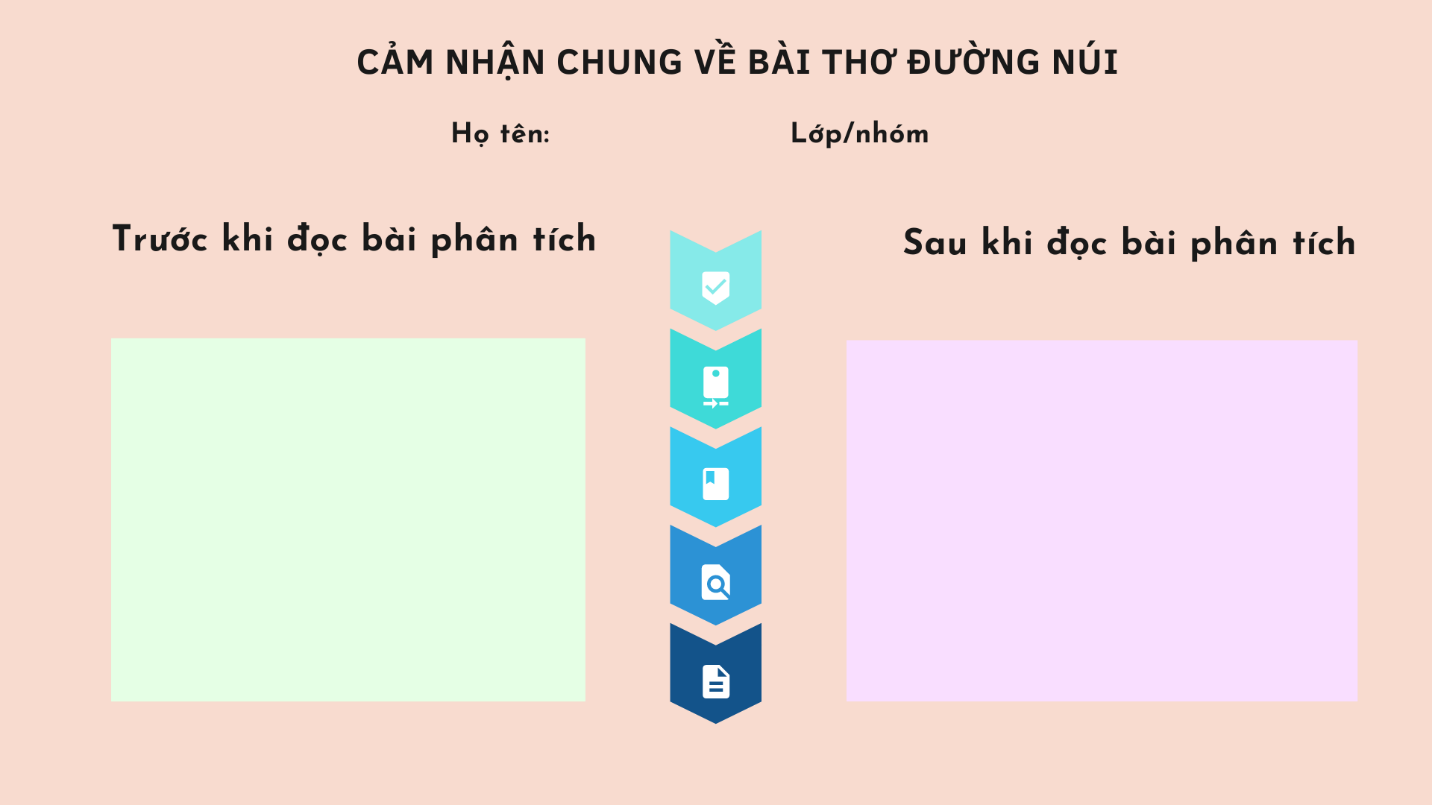 CẢM NHẬN CHUNG VỀ BÀI THƠ ĐƯỜNG NÚI
Họ tên: Lớp/nhóm
Trước khi đọc bài phân tích
Sau khi đọc bài phân tích